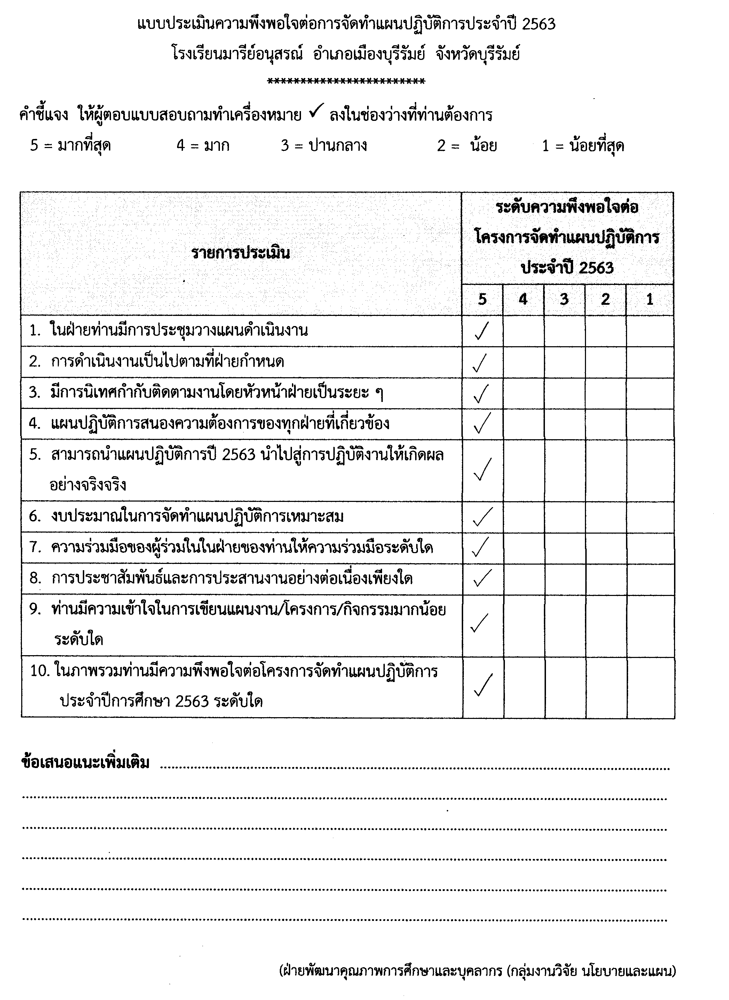 แบบประเมินความพึงพอใจต่อการจัดทำแผนปฏิบัติการประจำปี 2563
โรงเรียนมารีย์อนุสรณ์ อำเภอเมืองบุรีรัมย์ จังหวัดบุรีรัมย์
************************
คำชี้แจง ให้ผู้ตอบแบบสอบถามทำเครื่องหมาย ✓ ลงในช่องว่างที่ท่านต้องการ
5 = มากที่สุด 4 = มาก 3 = ปานกลาง 2 = น้อย 1 = น้อยที่สุด
รายการประเมิน
ระดับความพึงพอใจต่อ
โครงการจัดทำแผนปฏิบัติการ
ประจำปี 2563
5 4 3 2 1
1. ในฝ่ายท่านมีการประชุมวางแผนดำเนินงาน ✓
2. การดำเนินงานเป็นไปตามที่ฝ่ายกำหนด ✓
3. มีการนิเทศกำกับติดตามงานโดยหัวหน้าฝ่ายเป็นระยะ ๆ ✓
4. แผนปฏิบัติการสนองความต้องการของทุกฝ่ายที่เกี่ยวข้อง ✓
5. สามารถนำแผนปฏิบัติการปี 2563 นำไปสู่การปฏิบัติงานให้เกิดผล ✓
อย่างจริงจริง
6. งบประมาณในการจัดทำแผนปฏิบัติการเหมาะสม ✓
7. ความร่วมมือของผู้ร่วมในในฝ่ายของท่านให้ความร่วมมือระดับใด ✓
8. การประชาสัมพันธ์และการประสานงานอย่างต่อเนื่องเพียงใด ✓
9. ท่านมีความเข้าใจในการเขียนแผนงาน/โครงการ/กิจกรรมมากน้อย ✓
ระดับใด
10. ในภาพรวมท่านมีความพึงพอใจต่อโครงการจัดทำแผนปฏิบัติการ ✓
ประจำปีการศึกษา 2563 ระดับใด
ข้อเสนอแนะเพิ่มเติม
(ฝ่ายพัฒนาคุณภาพการศึกษาและบุคลากร (กลุ่มงานวิจัย นโยบายและแผน)